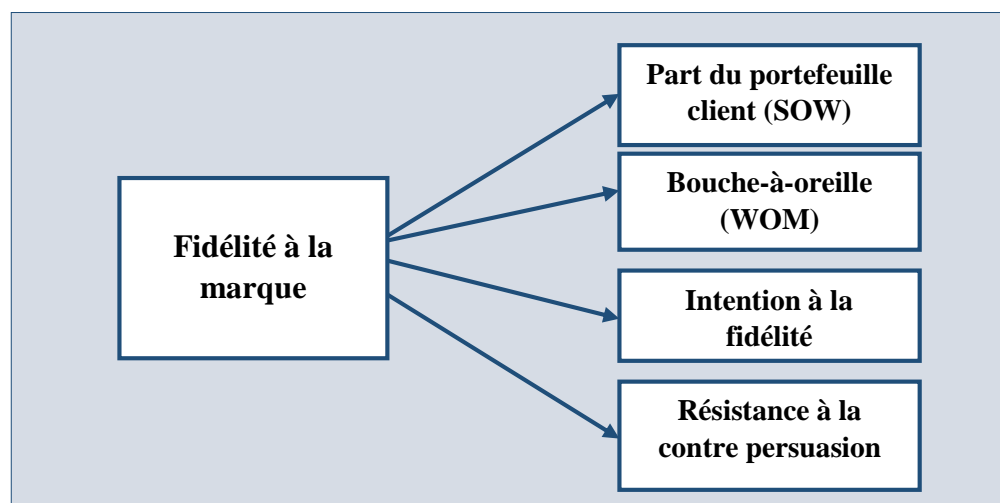 Fidélité à la
marque
Part du portefeuille
client (SOW)
Bouche-à-oreille
(WOM)
Intention à la
fidélité
Résistance à la
contre persuasion